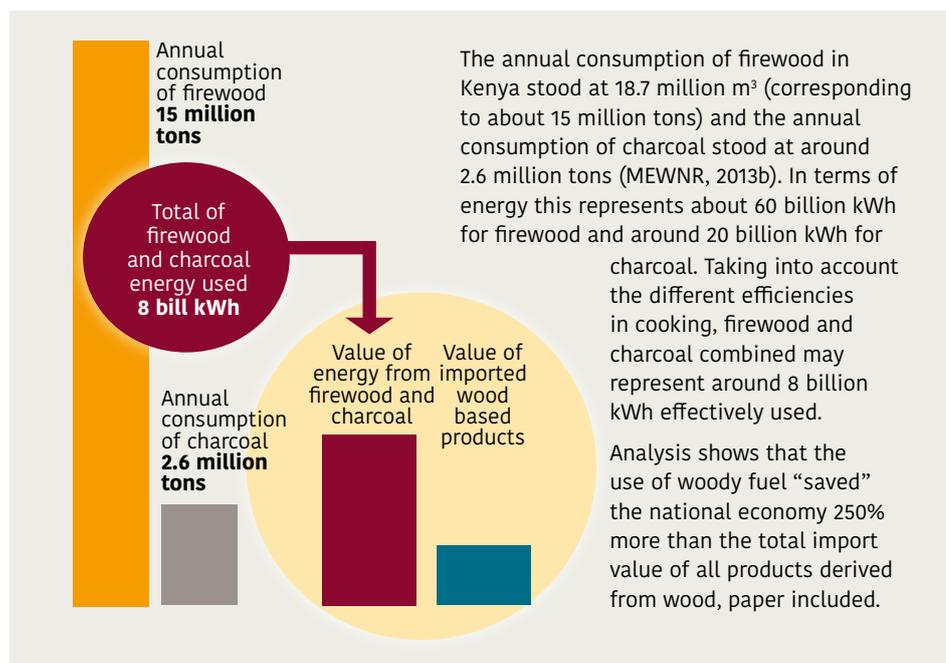 Annual
consumption
of firewood
15 million
tons
Total of
firewood
and charcoal
energy used
8 bill kWh
Annual
consumption
of charcoal
2.6 million
tons
Value of
energy from
firewood and
charcoal
Value of
imported
wood
based
products
The annual consumption of firewood in
Kenya stood at 18.7 million m³ (corresponding
to about 15 million tons) and the annual
consumption of charcoal stood at around
2.6 million tons (MEWNR, 2013b). In terms of
energy this represents about 60 billion kWh
for firewood and around 20 billion kWh for
charcoal. Taking into account
the different efficiencies
in cooking, firewood and
charcoal combined may
represent around 8 billion
kWh effectively used.
Analysis shows that the
use of woody fuel “saved”
the national economy 250%
more than the total import
value of all products derived
from wood, paper included.